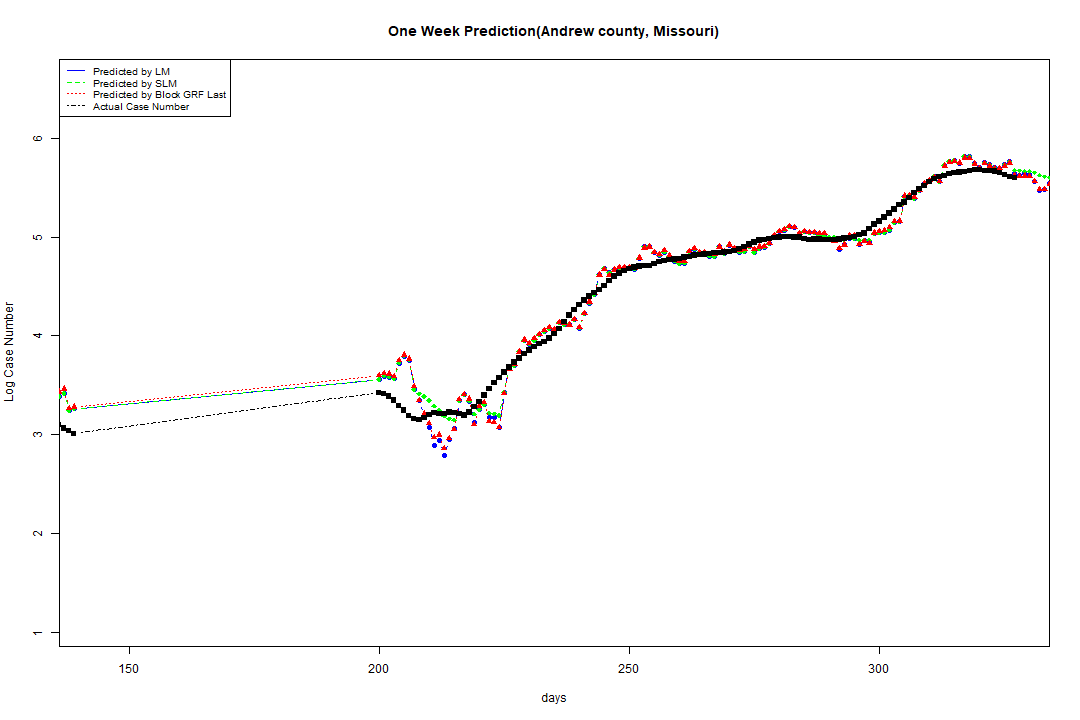 One Week Prediction(Andrew county, Missouri)
Predicted by LM
Predicted by SLM
Predicted by Block GRF Last
Actual Case Number
Log Case Number
6
5
4
3
2
1
150 200 250 300
days